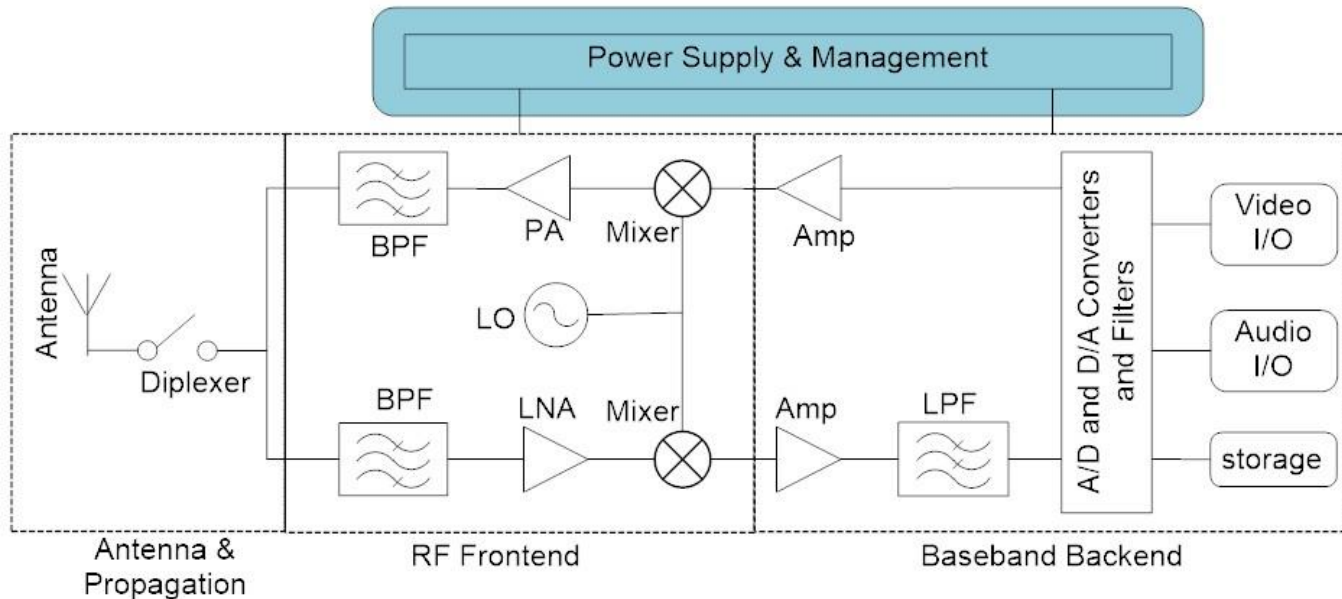 Power Supply & Management
BPF
PA
Mixer
Amp
Video
I/O
Antenna
Diplexer
LO
A/D and D/A Converters
and Filters
Audio
I/O
BPF
LNA
Mixer
Amp
LPF
storage
Antenna &
Propagation
RF Frontend
Baseband Backend